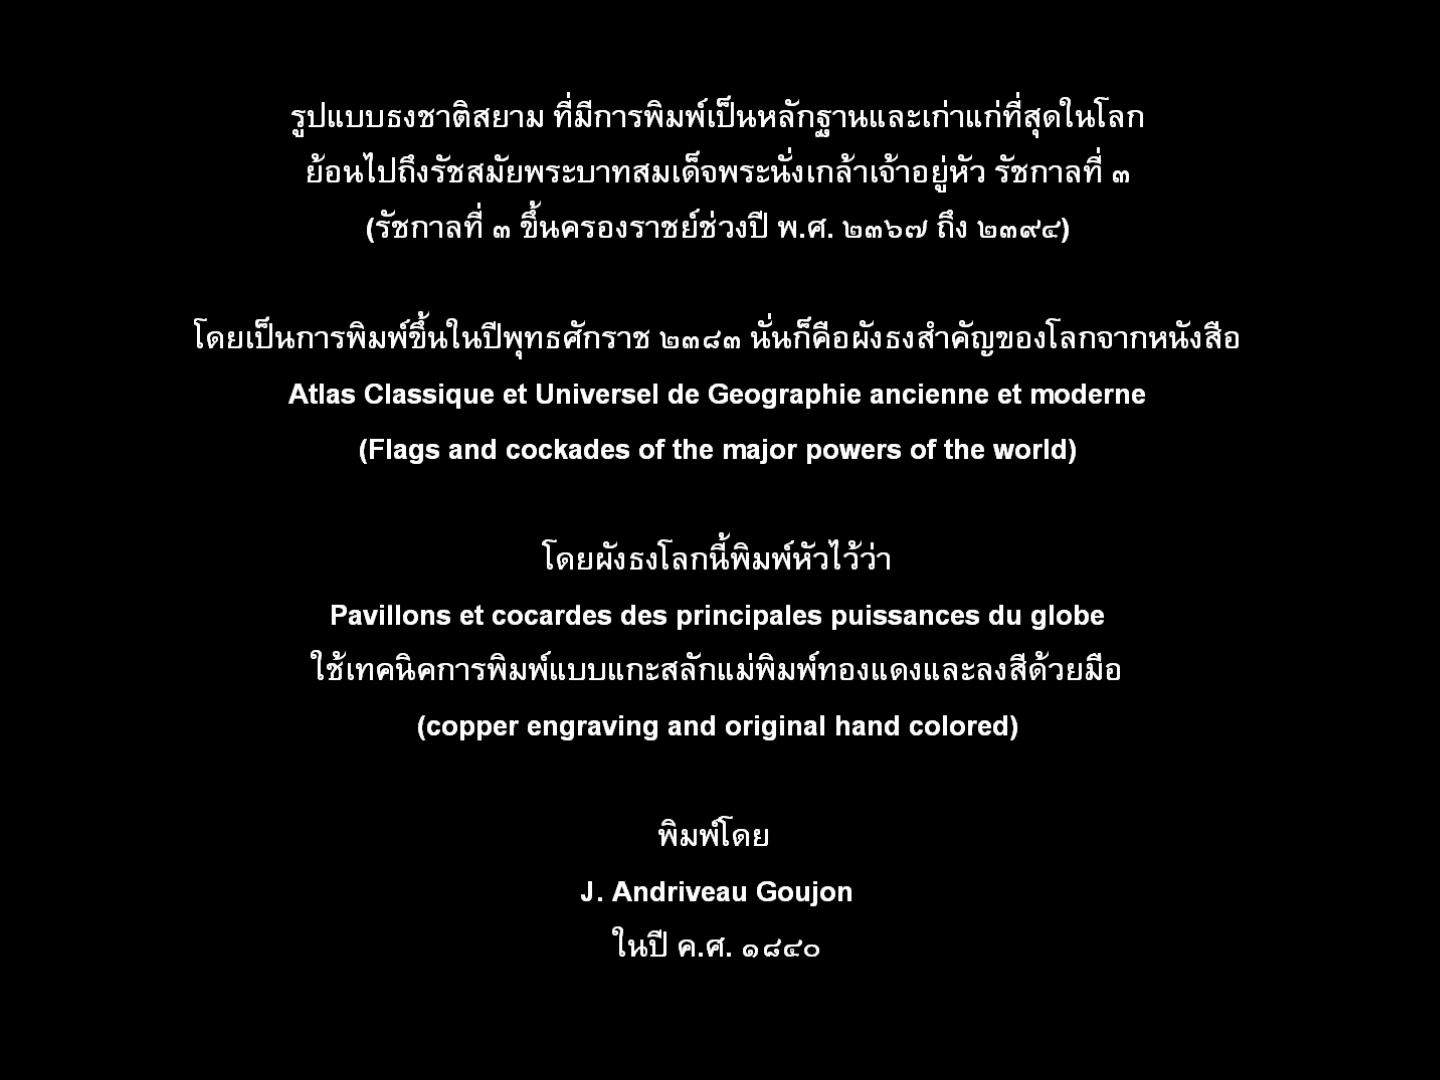 รูปแบบธงชาติสยาม ที่มีการพิมพ์เป็นหลักฐานและเก่าแก่ที่สุดในโลก
ย้อนไปถึงรัชสมัยพระบาทสมเด็จพระนั่งเกล้าเจ้าอยู่หัว รัชกาลที่ ๓
(รัชกาลที่ ๓ ขึ้นครองราชย์ช่วงปี พ.ศ. ๒๓๖๗ ถึง ๒๓๙๔)
โดยเป็นการพิมพ์ขึ้นในปีพุทธศักราช ๒๓๘๓ นั่นก็คือผังธงสำคัญของโลกจากหนังสือ
Atlas Classique et Universel de Geographie ancienne et moderne
(Flags and cockades of the major powers of the world)
โดยผังธงโลกนี้พิมพ์หัวไว้ว่า
Pavillons et cocardes des principales puissances du globe
ใช้เทคนิคการพิมพ์แบบแกะสลักแม่พิมพ์ทองแดงและลงสีด้วยมือ
(copper engraving and original hand colored)
พิมพ์โดย
J. Andriveau Goujon
ในปี ค.ศ. ๑๘๔๐